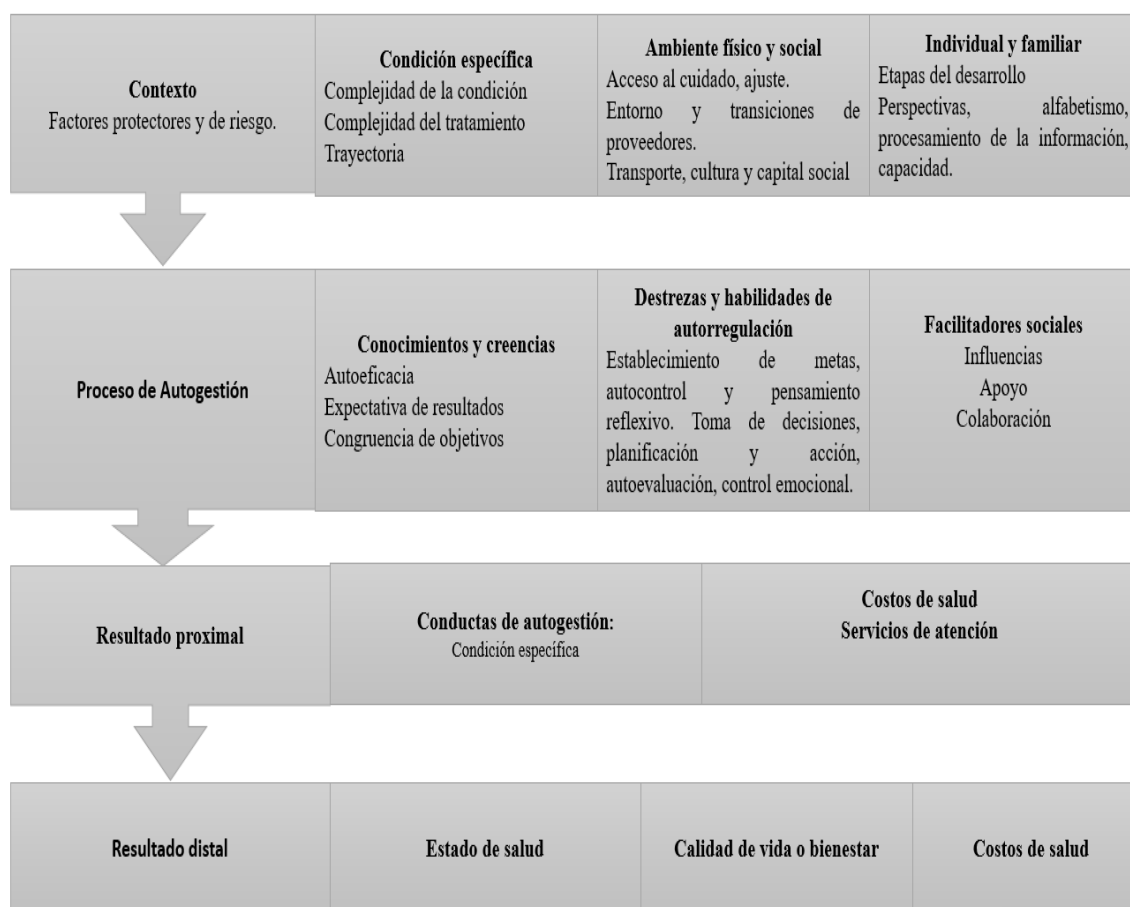 Contexto
Factores protectores y de riesgo.
Condición específica
Complejidad de la condición
Complejidad del tratamiento
Trayectoria
Ambiente físico y social
Acceso al cuidado, ajuste.
Entorno y transiciones de
proveedores.
Transporte, cultura y capital social
Individual y familiar
Etapas del desarrollo
Perspectivas, alfabetismo,
procesamiento de la información,
capacidad.
Proceso de Autogestión
Conocimientos y creencias
Autoeficacia
Expectativa de resultados
Congruencia de objetivos
Destrezas y habilidades de
autorregulación
Establecimiento de metas,
autocontrol y pensamiento
reflexivo. Toma de decisiones,
planificación y acción,
autoevaluación, control emocional.
Facilitadores sociales
Influencias
Apoyo
Colaboración
Resultado proximal
Conductas de autogestión:
Condición específica
Costos de salud
Servicios de atención
Resultado distal
Estado de salud
Calidad de vida o bienestar
Costos de salud